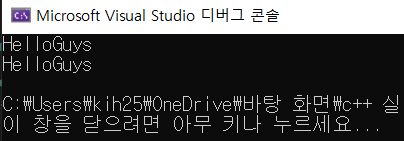 Microsoft Visual Studio 디버그 콘솔
HelloGuys
HelloGuys
C:₩Users₩kih25₩OneDrive₩바탕 화면₩c++ 실
이 창을 닫으려면 아무 키나 누르세요...